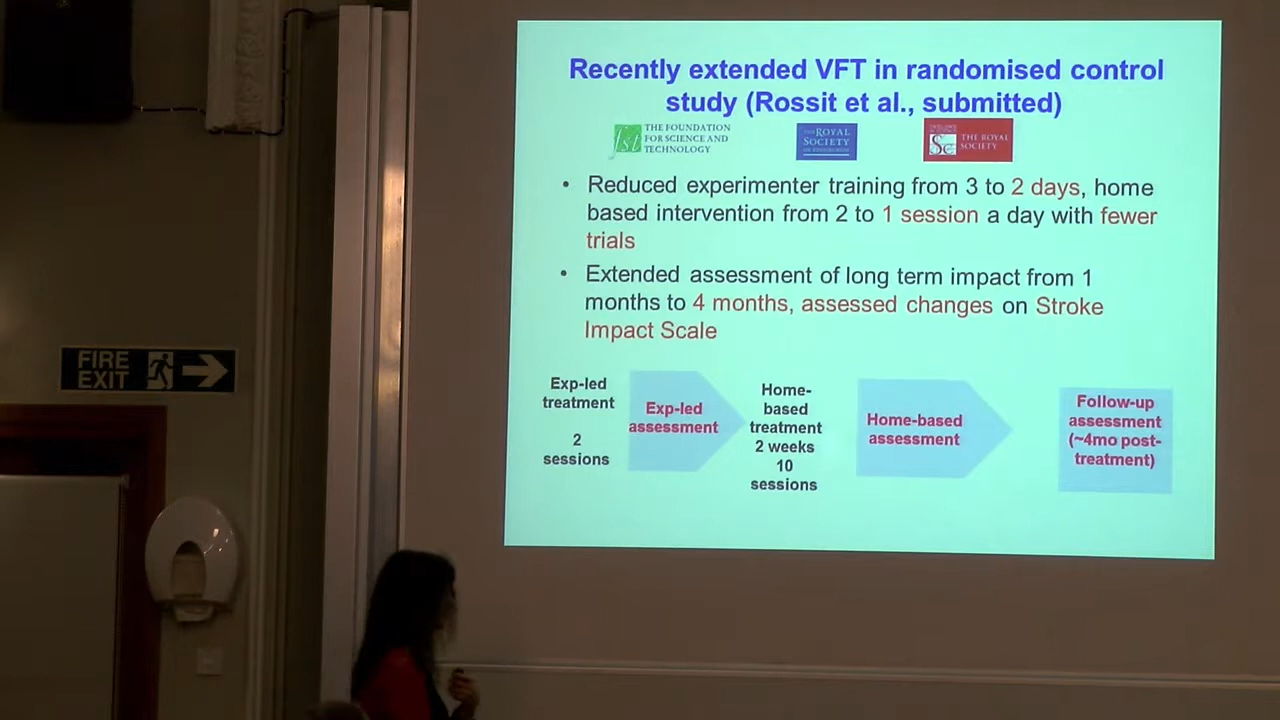 Recently extended VFT in randomised control
study (Rossit et al., submitted)
THE FOUNDATION
FOR SCIENCE AND
TECHNOLOGY
THE ROYAL
SOCIETY
THE ROYAL
SOCIETY
• Reduced experimenter training from 3 to 2 days, home
based intervention from 2 to 1 session a day with fewer
trials
• Extended assessment of long term impact from 1
months to 4 months, assessed changes on Stroke
Impact Scale
Exp-led
treatment
2
sessions
Exp-led
assessment
Home-
based
treatment
2 weeks
10
sessions
Home-based
assessment
Follow-up
assessment
(~4mo post-
treatment)
FIRE
EXIT